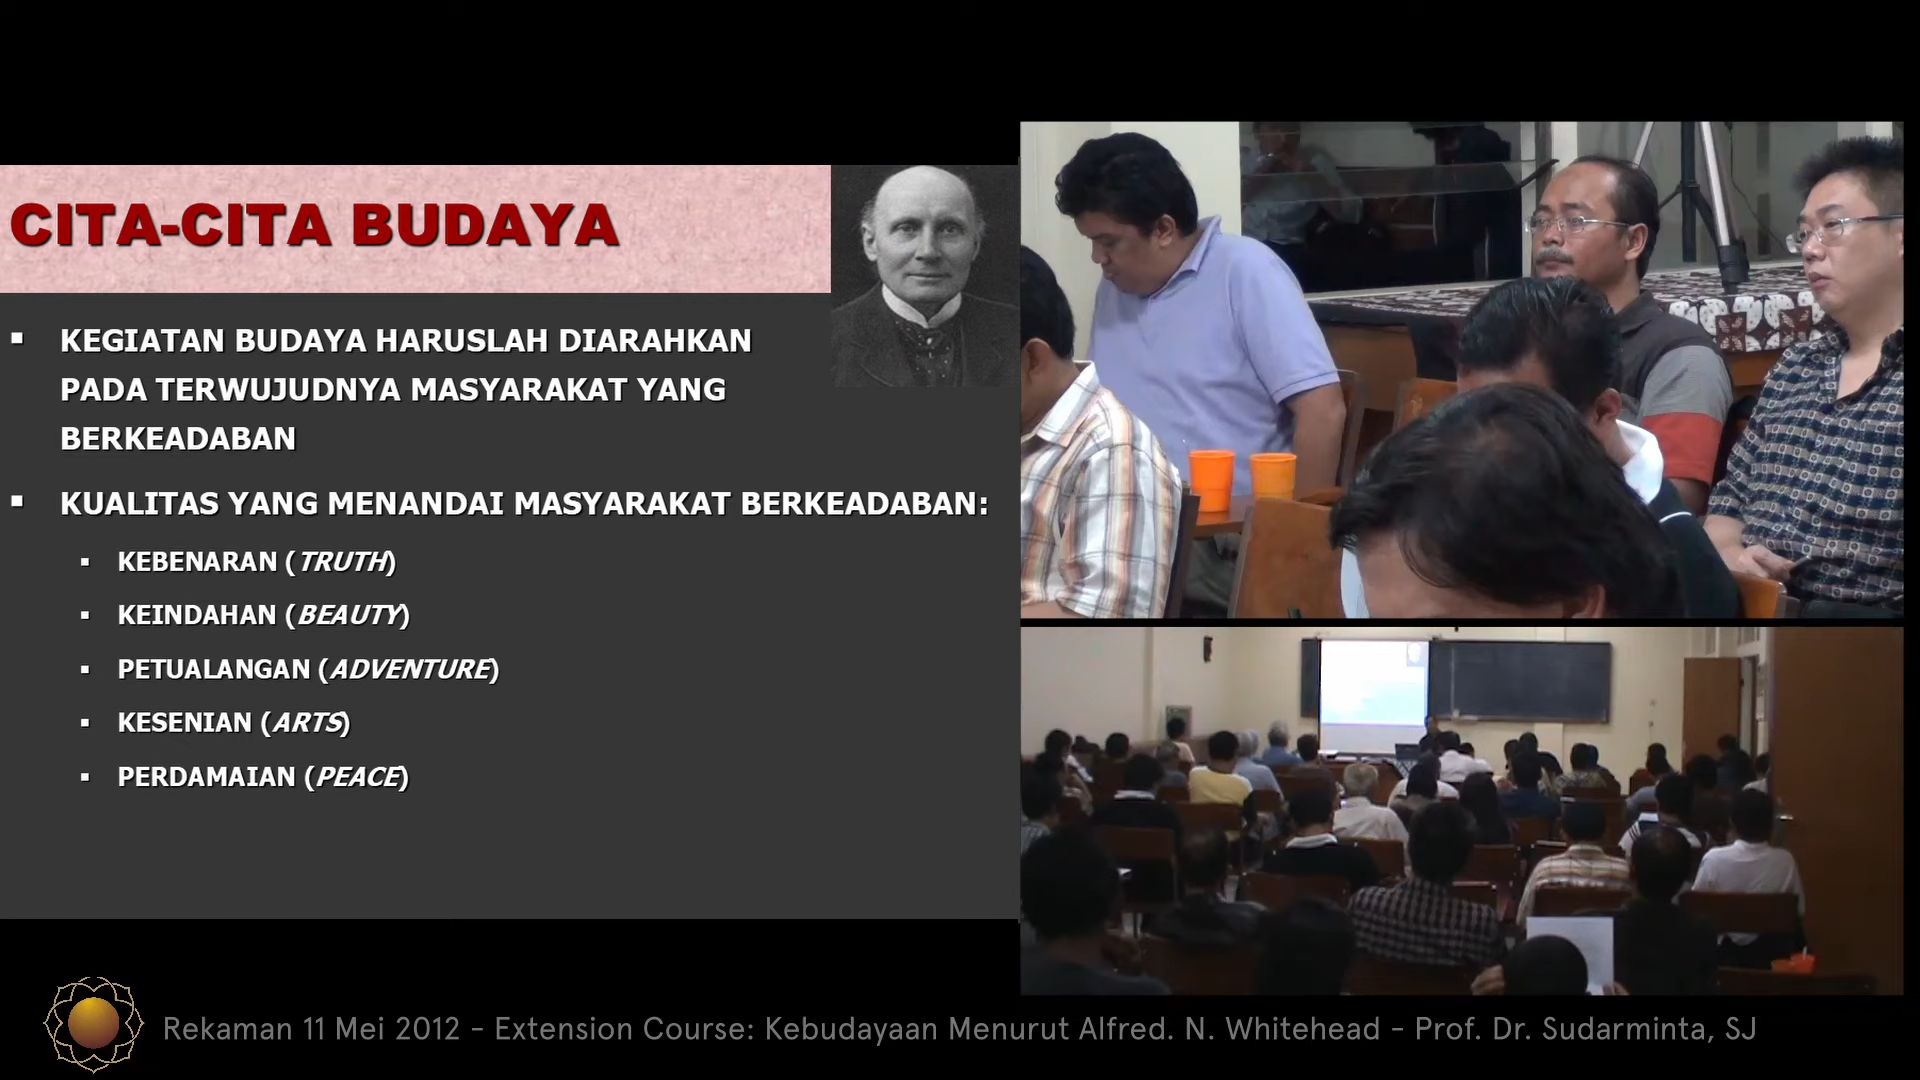 CITA-CITA BUDAYA
▪ KEGIATAN BUDAYA HARUSLAH DIARAHKAN
PADA TERWUJUDNYA MASYARAKAT YANG
BERKEADABAN
▪ KUALITAS YANG MENANDAI MASYARAKAT BERKEADABAN:
▪ KEBENARAN (TRUTH)
▪ KEINDAHAN (BEAUTY)
▪ PETUALANGAN (ADVENTURE)
▪ KESENIAN (ARTS)
▪ PERDAMAIAN (PEACE)
Rekaman 11 Mei 2012 - Extension Course: Kebudayaan Menurut Alfred. N. Whitehead - Prof. Dr. Sudarminta, SJ